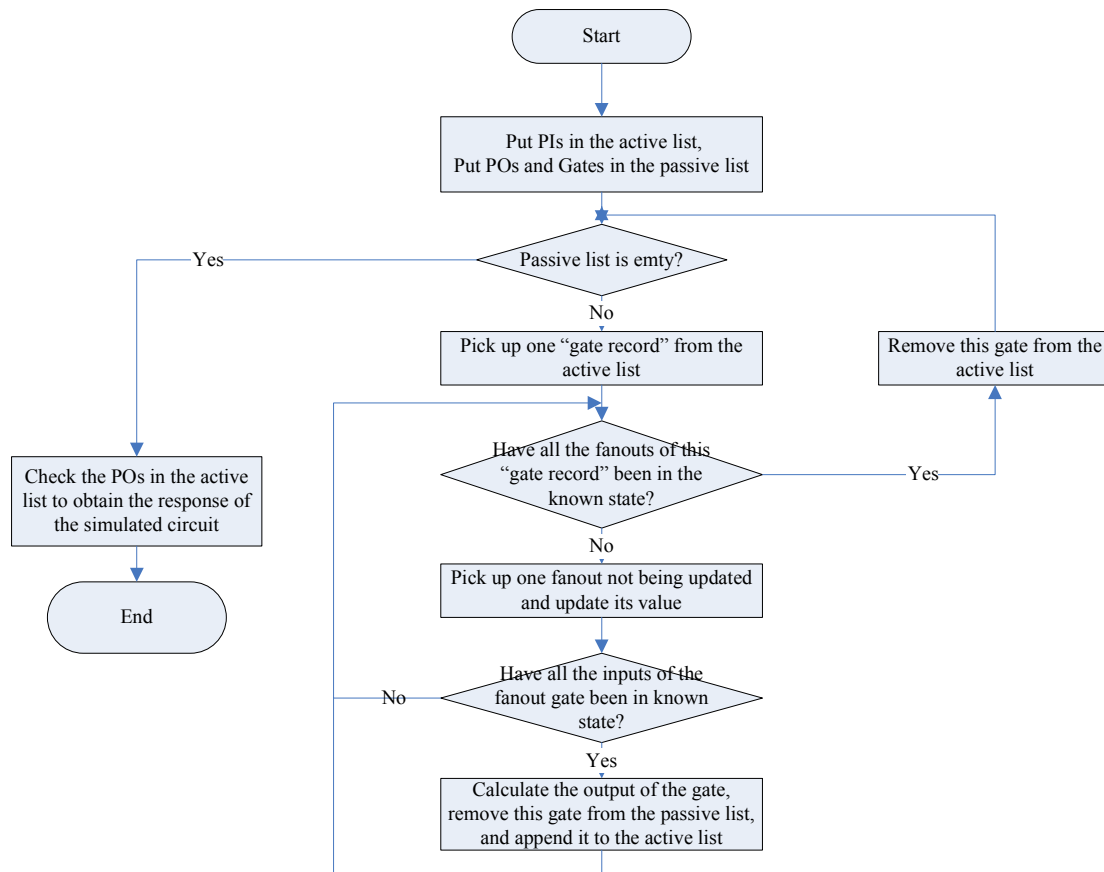 Start
Put PIs in the active list,
Put POs and Gates in the passive list
Yes
Passive list is emty?
No
Pick up one “gate record” from the
active list
Remove this gate from the
active list
Have all the fanouts of this
“gate record” been in the
known state?
Yes
Check the POs in the active
list to obtain the response of
the simulated circuit
No
Pick up one fanout not being updated
and update its value
End
Have all the inputs of the
fanout gate been in known
state?
No
Yes
Calculate the output of the gate,
remove this gate from the passive list,
and append it to the active list